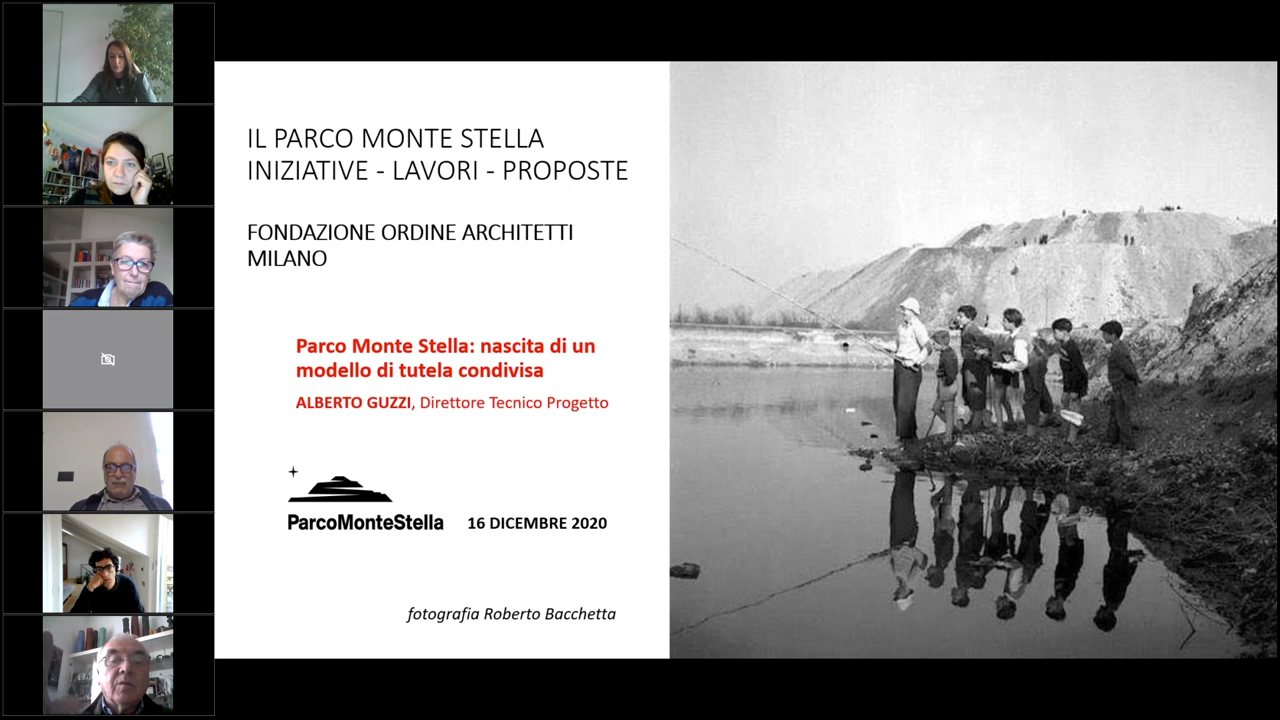 IL PARCO MONTE STELLA
INIZIATIVE - LAVORI - PROPOSTE
FONDAZIONE ORDINE ARCHITETTI
MILANO
Parco Monte Stella: nascita di un
modello di tutela condivisa
ALBERTO GUZZI, Direttore Tecnico Progetto
ParcoMonteStella
16 DICEMBRE 2020
fotografia Roberto Bacchetta